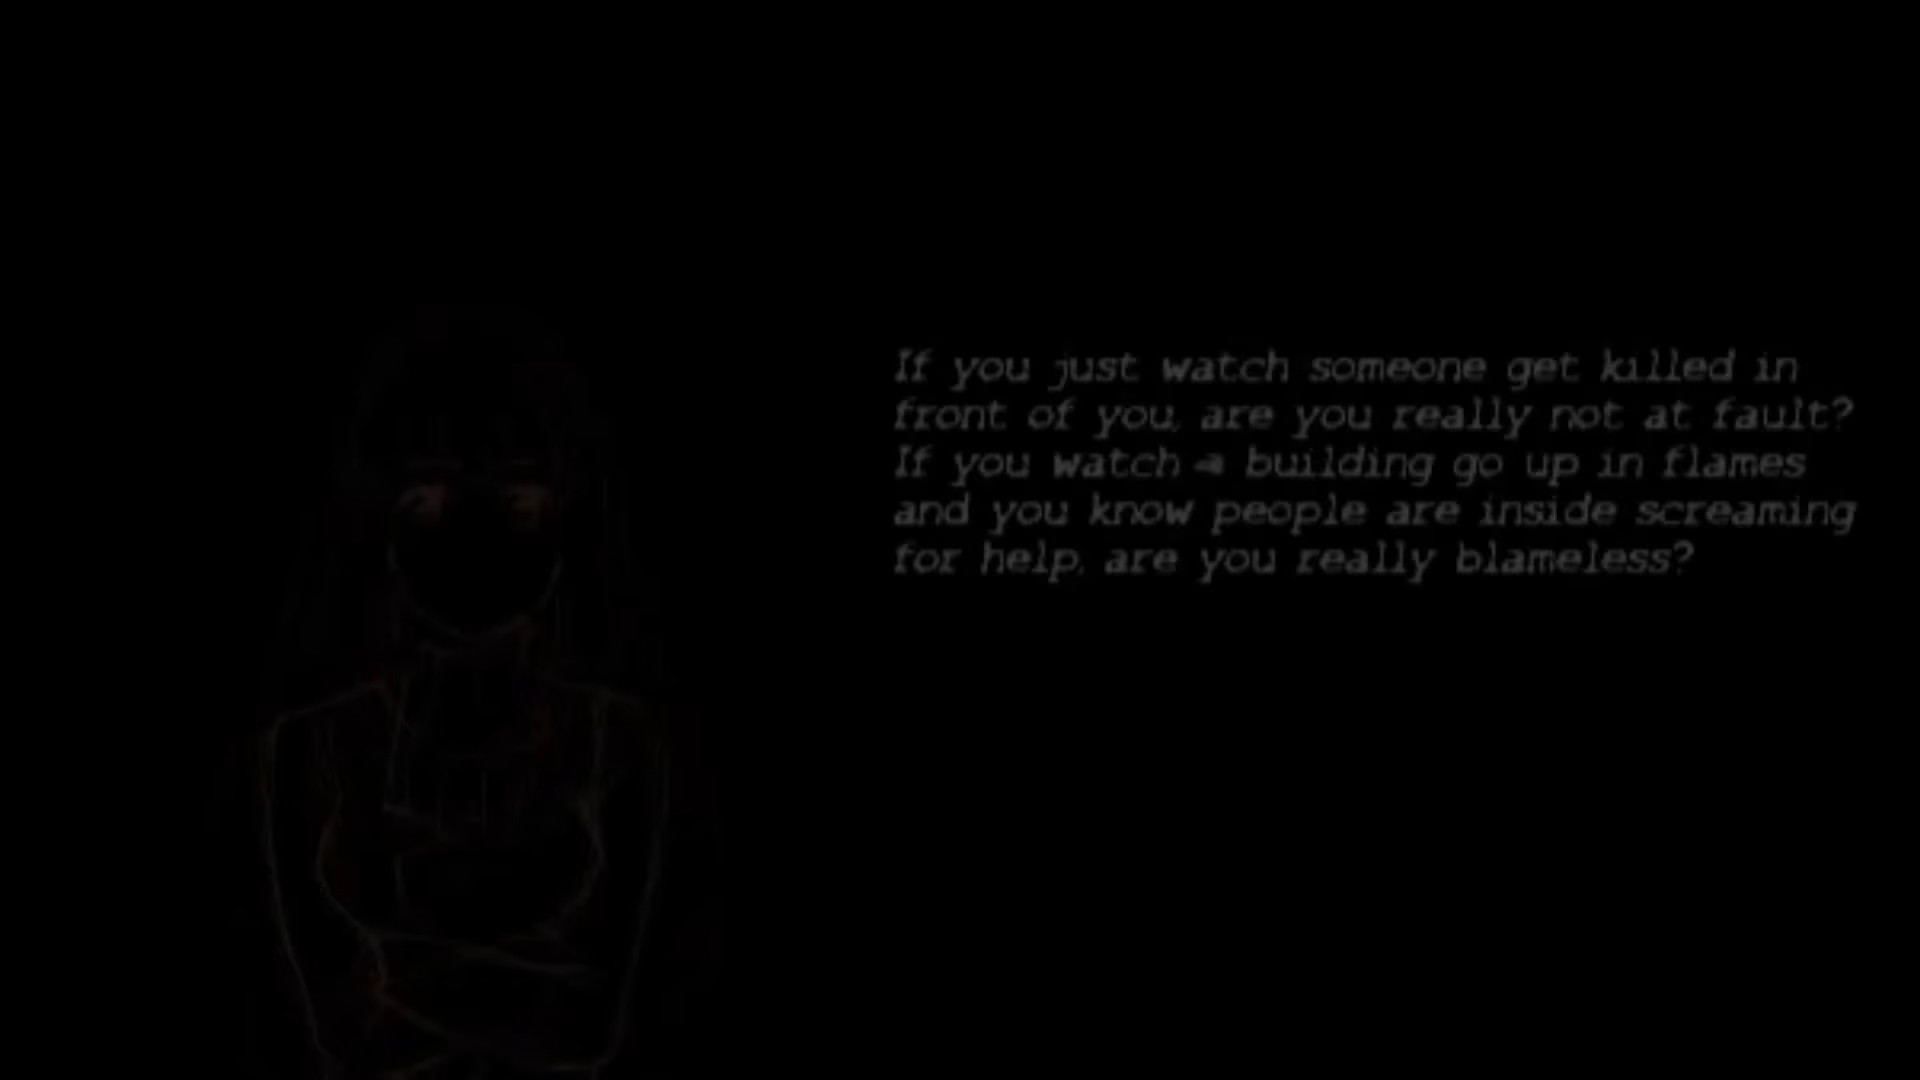 If you just watch someone get killed in
front of you, are you really not at fault?
If you watch a building go up in flames
and you know people are inside screaming
for help, are you really blameless?